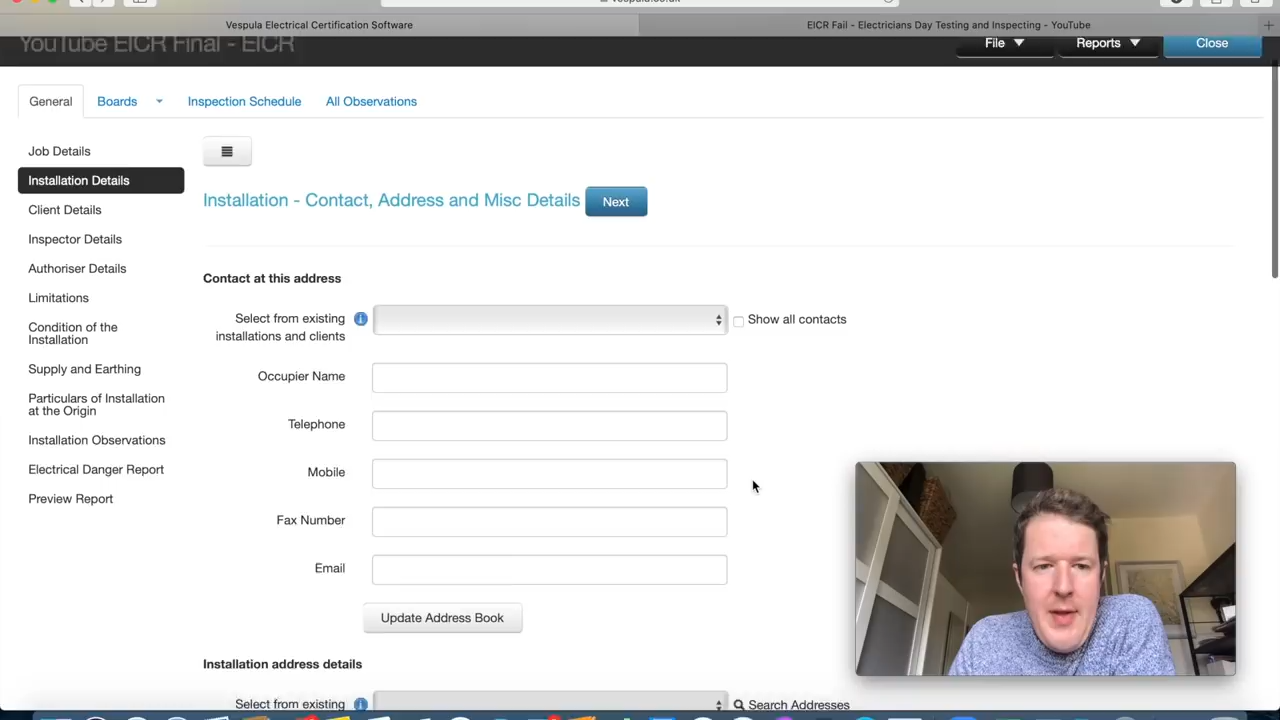 Vespula Electrical Certification Software
EICR Fail - Electricians Day Testing and Inspecting - YouTube
YouTube EICR Final - EICR
File
Reports
Close
General
Boards
Inspection Schedule
All Observations
Job Details
Installation Details
Client Details
Inspector Details
Authoriser Details
Limitations
Condition of the
Installation
Supply and Earthing
Particulars of Installation
at the Origin
Installation Observations
Electrical Danger Report
Preview Report
Installation - Contact, Address and Misc Details
Next
Contact at this address
Select from existing
installations and clients
Show all contacts
Occupier Name
Telephone
Mobile
Fax Number
Email
Update Address Book
Installation address details
Select from existing
Search Addresses